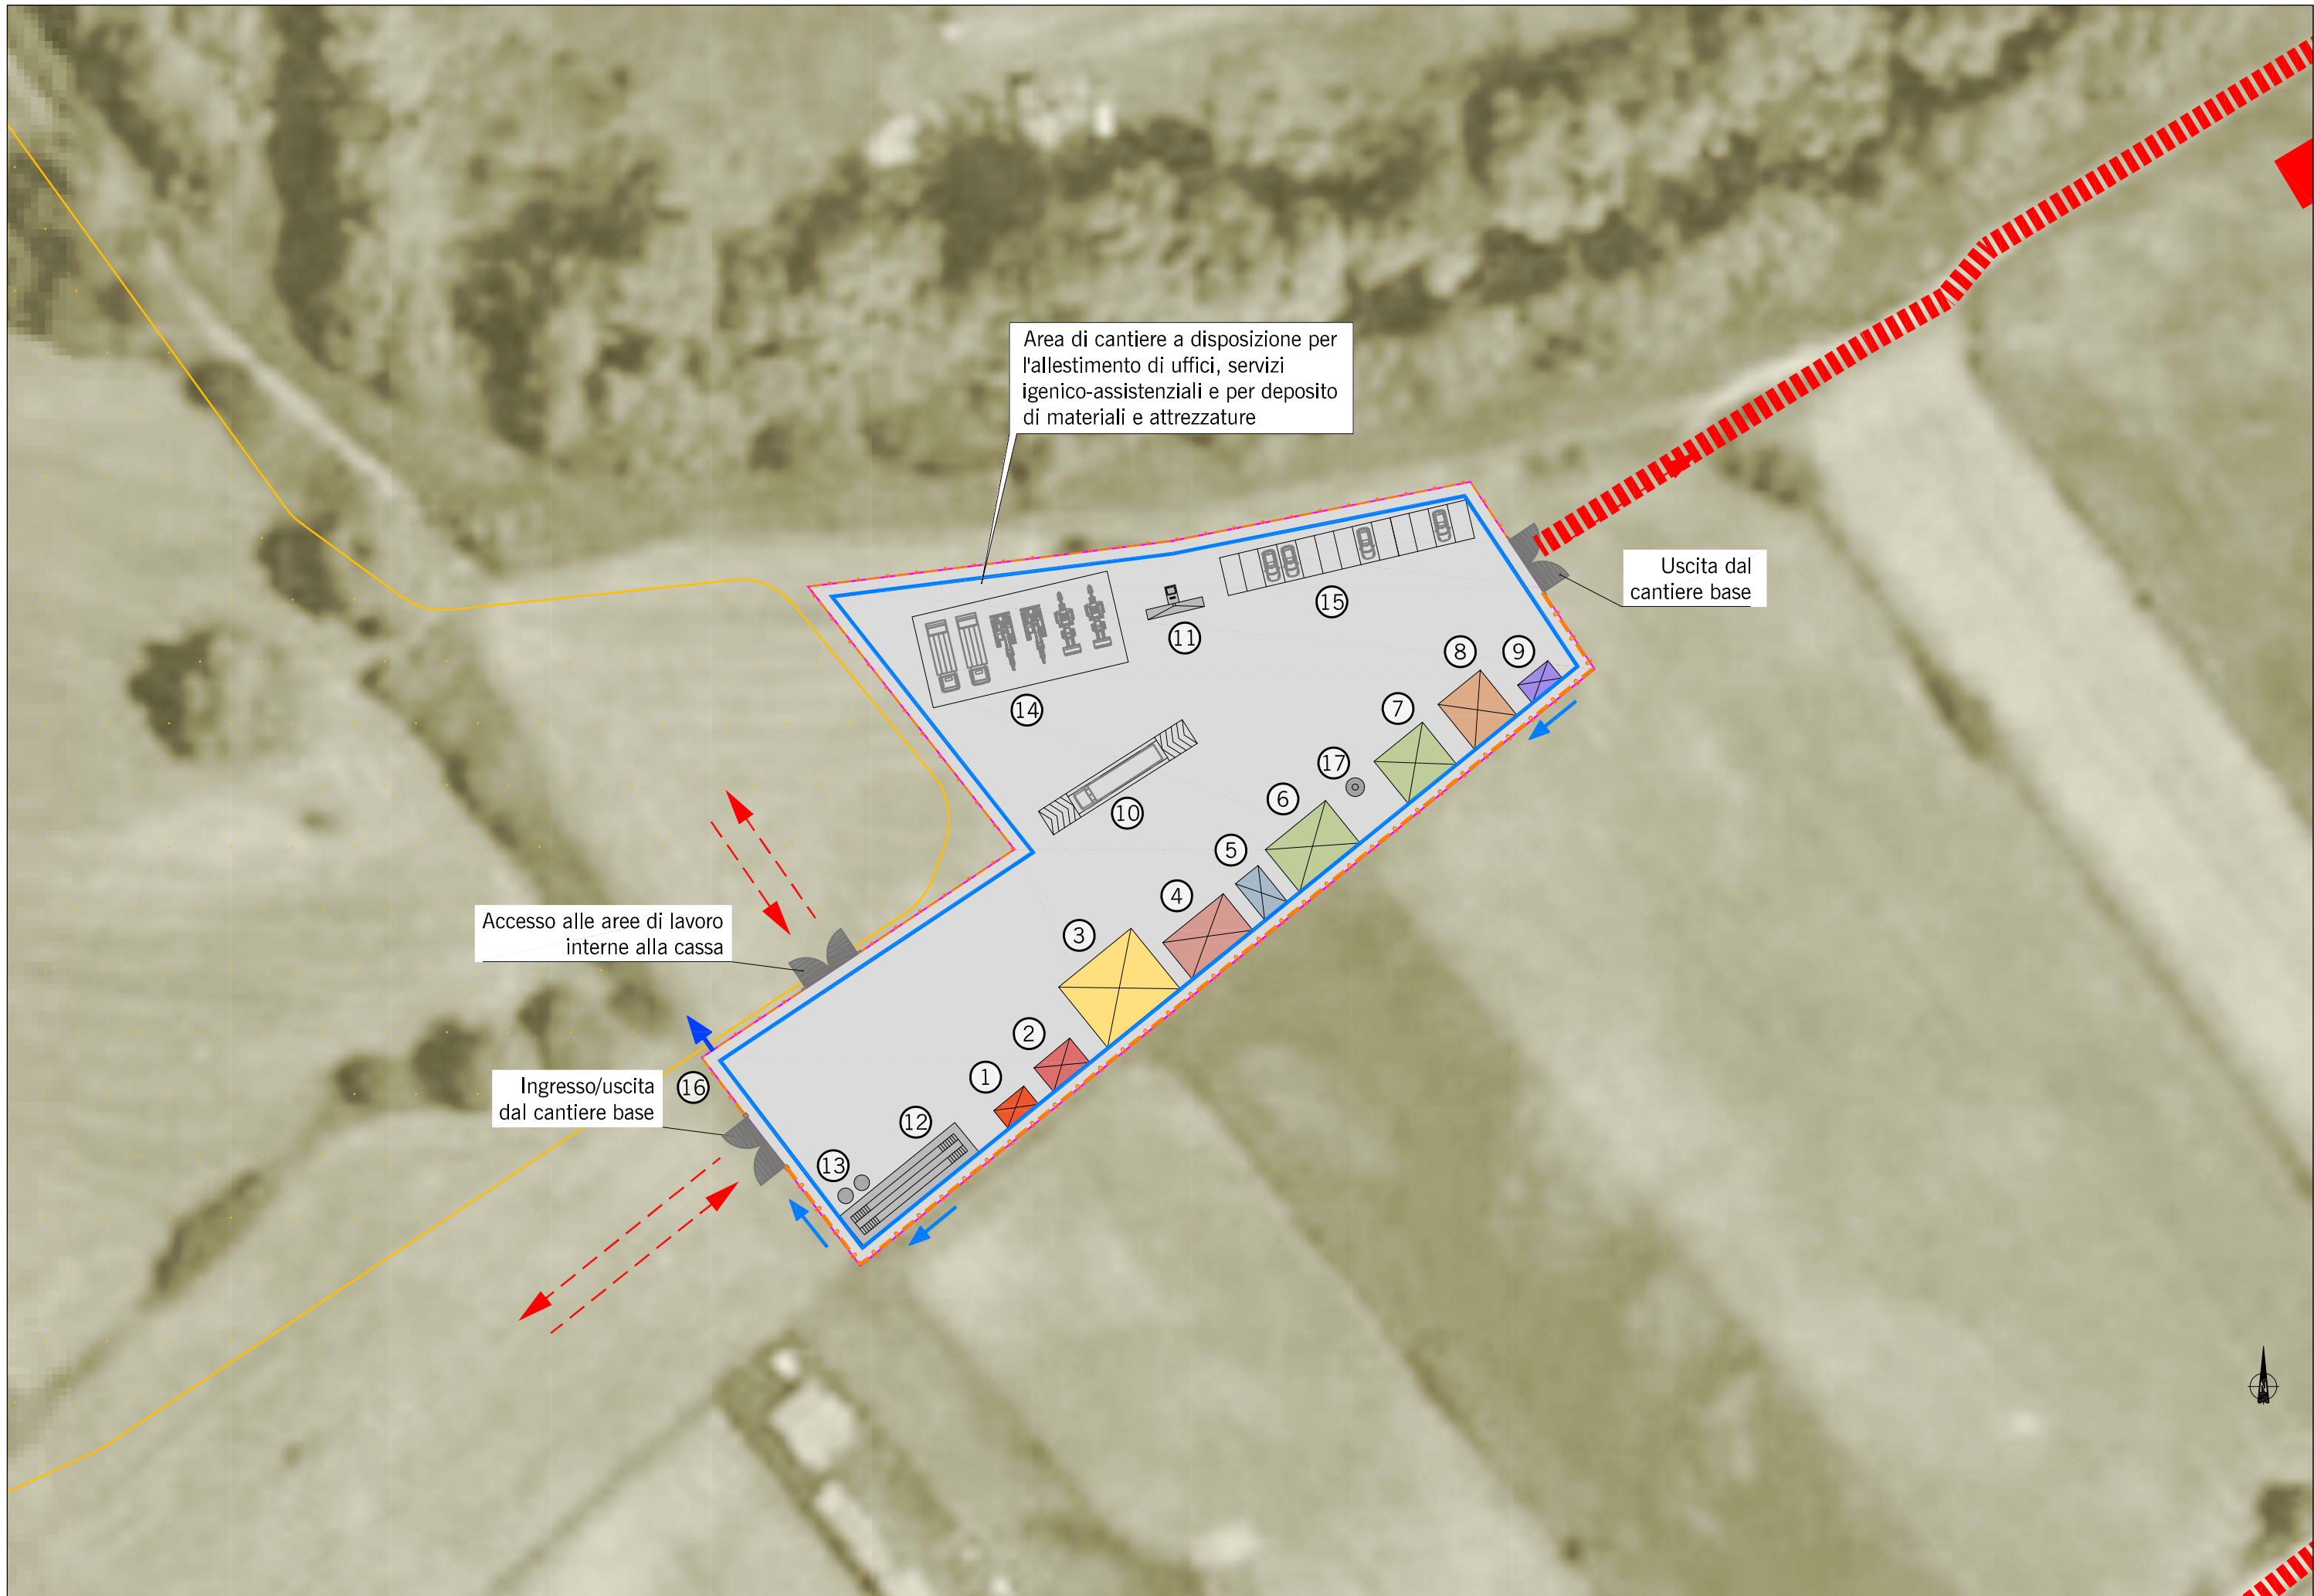 Area di cantiere a disposizione per
l'allestimento di uffici, servizi
igenico-assistenziali e per deposito
di materiali e attrezzature
Uscita dal
cantiere base
15
11
8
9
14
7
17
10
6
5
4
Accesso alle aree di lavoro
interne alla cassa
3
2
1
16
Ingresso/uscita
dal cantiere base
12
13